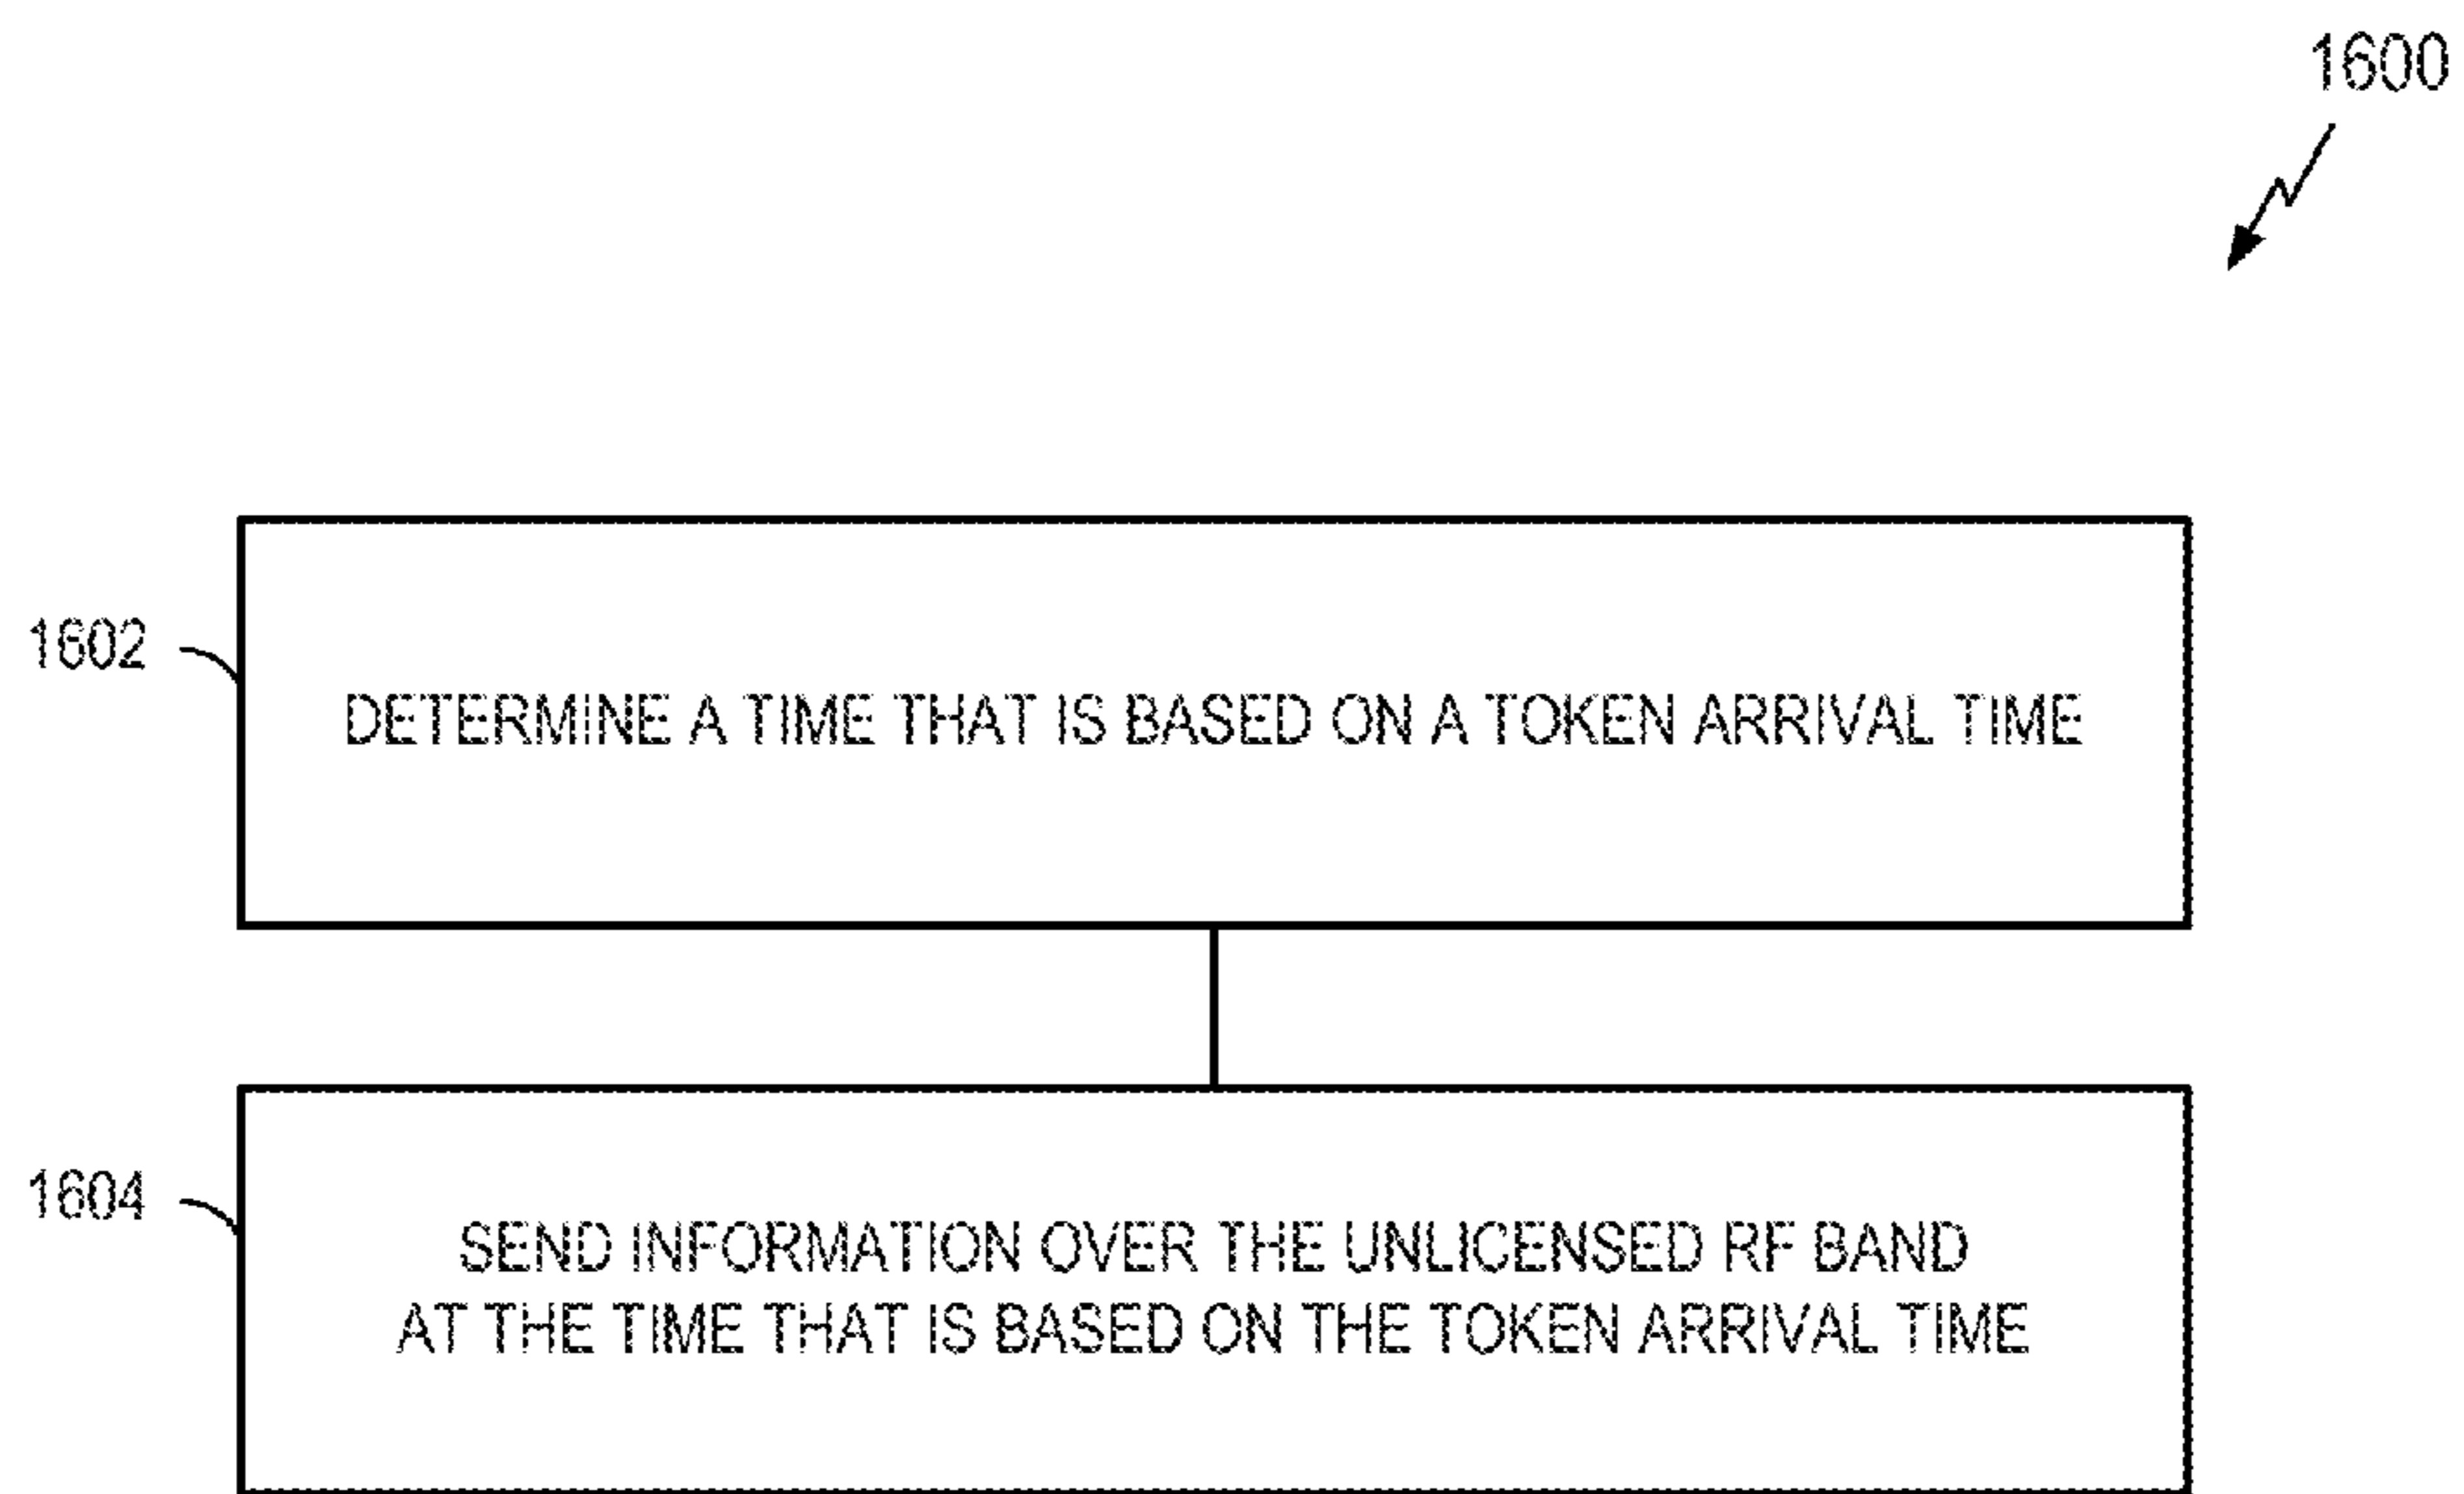 1600
1602
DETERMINE A TIME THAT IS BASED ON A TOKEN ARRIVAL TIME
1604
SEND INFORMATION OVER THE UNLICENSED RF BAND
AT THE TIME THAT IS BASED ON THE TOKEN ARRIVAL TIME